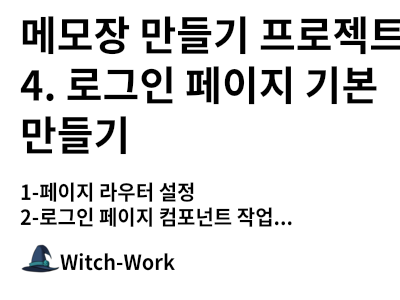 메모장 만들기 프로젝트
4. 로그인 페이지 기본
만들기
1-페이지 라우터 설정
2-로그인 페이지 컴포넌트 작업...
Witch-Work